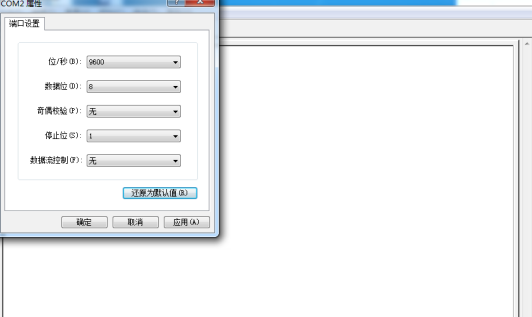 COM2 属性
端口设置
位/秒(B): 9600
数据位(D): 8
奇偶校验(P): 无
停止位(S): 1
数据流控制(F): 无
还原为默认值(R)
确定 取消 应用(A)